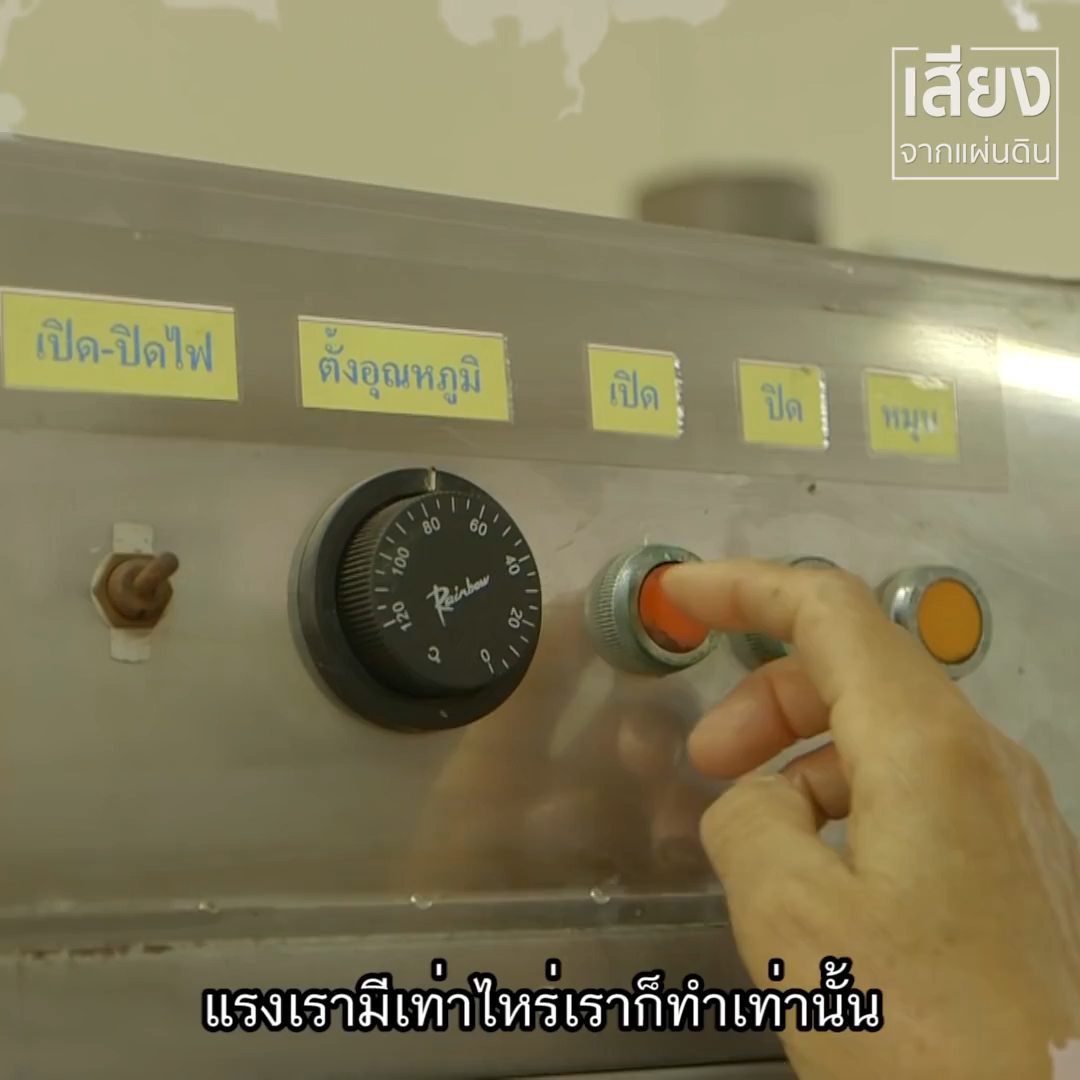 เสียง
จากแผ่นดิน
เปิด-ปิดไฟ
ตั้งอุณหภูมิ
เปิด
ปิด
หมุน
80
60
100
40
120
20
0
Rainbow
แรงเรามีเท่าไหร่เราก็ทำเท่านั้น